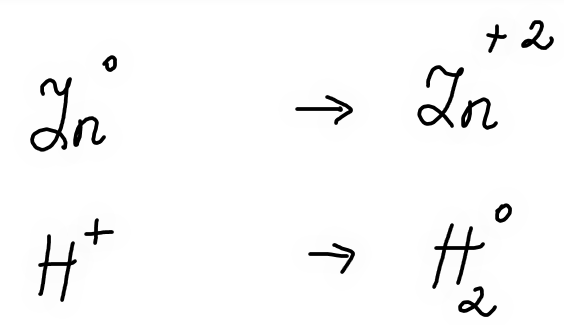 Zn⁰ → Zn⁺²
H⁺ → H₂⁰